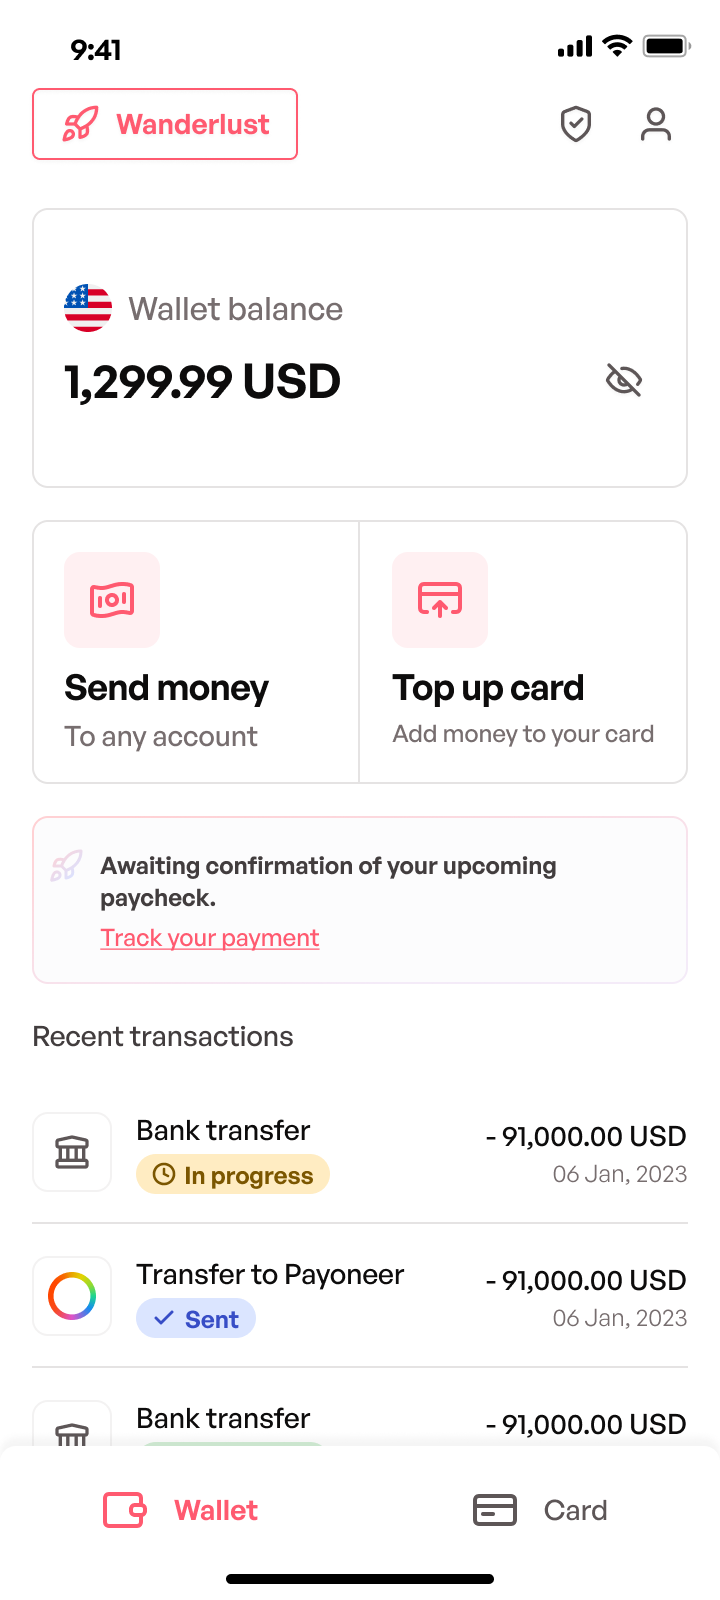 9:41
Wanderlust
Wallet balance
1,299.99 USD
Send money
To any account
Top up card
Add money to your card
Awaiting confirmation of your upcoming
paycheck.
Track your payment
Recent transactions
Bank transfer
- 91,000.00 USD
In progress
06 Jan, 2023
Transfer to Payoneer
- 91,000.00 USD
Sent
06 Jan, 2023
Bank transfer
- 91,000.00 USD
Wallet
Card